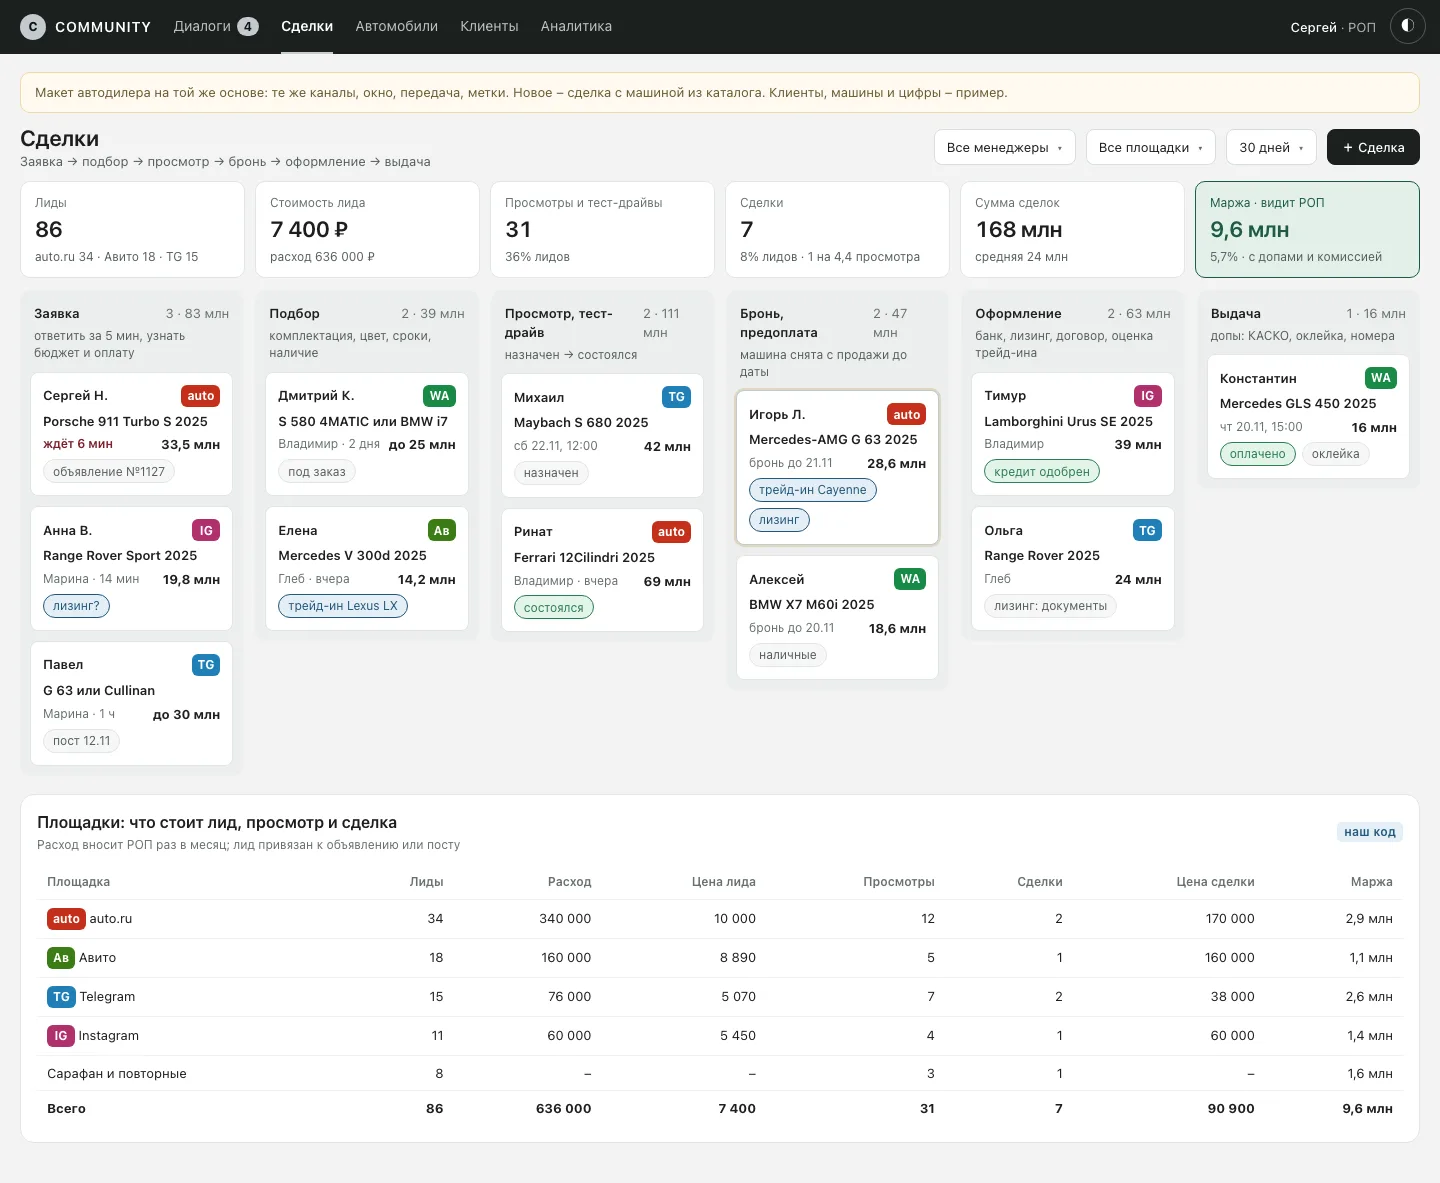 C COMMUNITY Диалоги 4 Сделки Автомобили Клиенты Аналитика Сергей · РОП
Макет автодилера на той же основе: те же каналы, окно, передача, метки. Новое – сделка с машиной из каталога. Клиенты, машины и цифры – пример.
Сделки
Заявка → подбор → просмотр → бронь → оформление → выдача
Все менеджеры Все площадки 30 дней + Сделка
Лиды
86
auto.ru 34 · Авито 18 · TG 15
Стоимость лида
7 400 ₽
расход 636 000 ₽
Просмотры и тест-драйвы
31
36% лидов
Сделки
7
8% лидов · 1 на 4,4 просмотра
Сумма сделок
168 млн
средняя 24 млн
Маржа · видит РОП
9,6 млн
5,7% · с допами и комиссией
Заявка 3 · 83 млн
ответить за 5 мин, узнать
бюджет и оплату
Сергей Н. auto
Porsche 911 Turbo S 2025
ждёт 6 мин 33,5 млн
объявление №1127
Анна В. IG
Range Rover Sport 2025
Марина · 14 мин 19,8 млн
лизинг?
Павел TG
G 63 или Cullinan
Марина · 1 ч до 30 млн
пост 12.11
Подбор 2 · 39 млн
комплектация, цвет, сроки,
наличие
Дмитрий К. WA
S 580 4MATIC или BMW i7
Владимир · 2 дня до 25 млн
под заказ
Елена Ав
Mercedes V 300d 2025
Глеб · вчера 14,2 млн
трейд-ин Lexus LX
Просмотр, тест- 2 · 111
драйв млн
назначен → состоялся
Михаил TG
Maybach S 680 2025
сб 22.11, 12:00 42 млн
назначен
Ринат auto
Ferrari 12Cilindri 2025
Владимир · вчера 69 млн
состоялся
Бронь, 2 · 47
предоплата млн
машина снята с продажи до
даты
Игорь Л. auto
Mercedes-AMG G 63 2025
бронь до 21.11 28,6 млн
трейд-ин Cayenne
лизинг
Алексей WA
BMW X7 M60i 2025
бронь до 20.11 18,6 млн
наличные
Оформление 2 · 63 млн
банк, лизинг, договор, оценка
трейд-ина
Тимур IG
Lamborghini Urus SE 2025
Владимир 39 млн
кредит одобрен
Ольга TG
Range Rover 2025
Глеб 24 млн
лизинг: документы
Выдача 1 · 16 млн
допы: КАСКО, оклейка, номера
Константин WA
Mercedes GLS 450 2025
чт 20.11, 15:00 16 млн
оплачено оклейка
Площадки: что стоит лид, просмотр и сделка
Расход вносит РОП раз в месяц; лид привязан к объявлению или посту
наш код
Площадка Лиды Расход Цена лида Просмотры Сделки Цена сделки Маржа
auto auto.ru 34 340 000 10 000 12 2 170 000 2,9 млн
Ав Авито 18 160 000 8 890 5 1 160 000 1,1 млн
TG Telegram 15 76 000 5 070 7 2 38 000 2,6 млн
IG Instagram 11 60 000 5 450 4 1 60 000 1,4 млн
Сарафан и повторные 8 – – 3 1 – 1,6 млн
Всего 86 636 000 7 400 31 7 90 900 9,6 млн